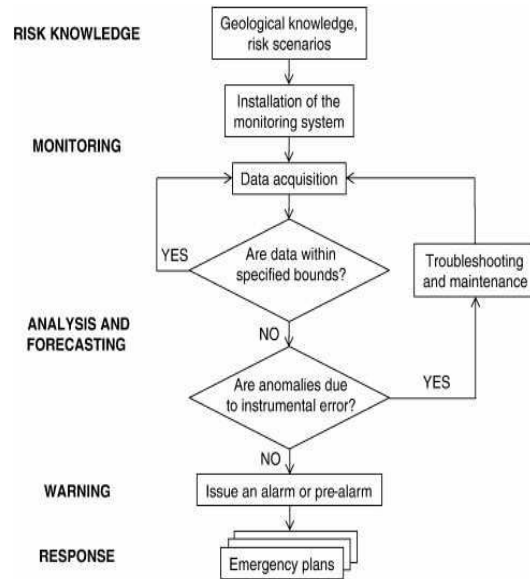 RISK KNOWLEDGE
Geological knowledge,
risk scenarios
Installation of the
monitoring system
MONITORING
Data acquisition
YES
Are data within
specified bounds?
Troubleshooting
and maintenance
ANALYSIS AND
FORECASTING
NO
Are anomalies due
to instrumental error?
YES
NO
WARNING
Issue an alarm or pre-alarm
RESPONSE
Emergency plans